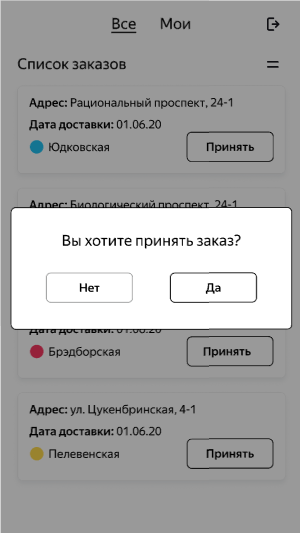 Все Мои
Список заказов
Адрес: Рациональный проспект, 24-1
Дата доставки: 01.06.20
Юдковская
Принять
Адрес: Биологический проспект, 24-1
Вы хотите принять заказ?
Нет
Да
Дата доставки: 01.06.20
Брэдборская
Принять
Адрес: ул. Цукенбринская, 4-1
Дата доставки: 01.06.20
Пелевенская
Принять